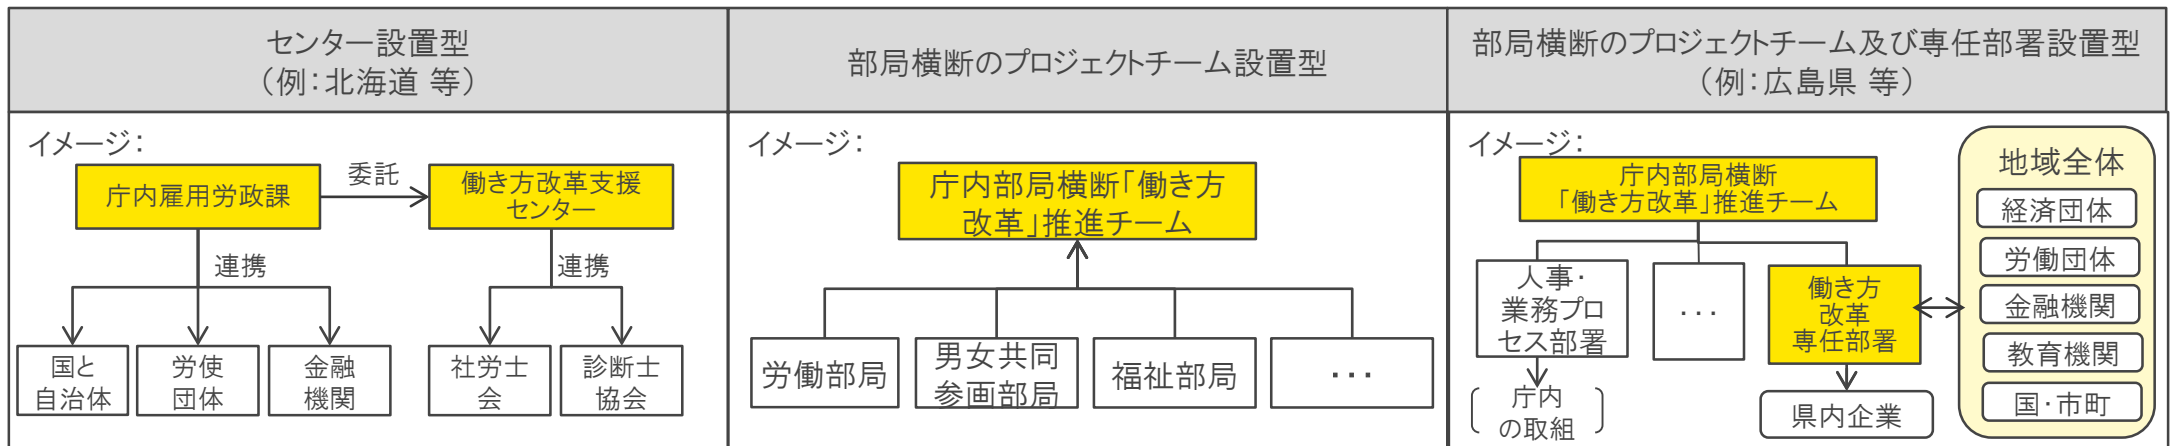 センター設置型
（例：北海道 等）
部局横断のプロジェクトチーム設置型
部局横断のプロジェクトチーム及び専任部署設置型
（例：広島県 等）
イメージ：
庁内雇用労政課
委託
働き方改革支援
センター
連携
連携
国と
自治体
労使
団体
金融
機関
社労士
会
診断士
協会
イメージ：
庁内部局横断「働き方
改革」推進チーム
労働部局
男女共同
参画部局
福祉部局
・・・
イメージ：
庁内部局横断
「働き方改革」推進チーム
人事・
業務プロ
セス部署
・・・
働き方
改革
専任部署
庁内
の取組
県内企業
地域全体
経済団体
労働団体
金融機関
教育機関
国・市町